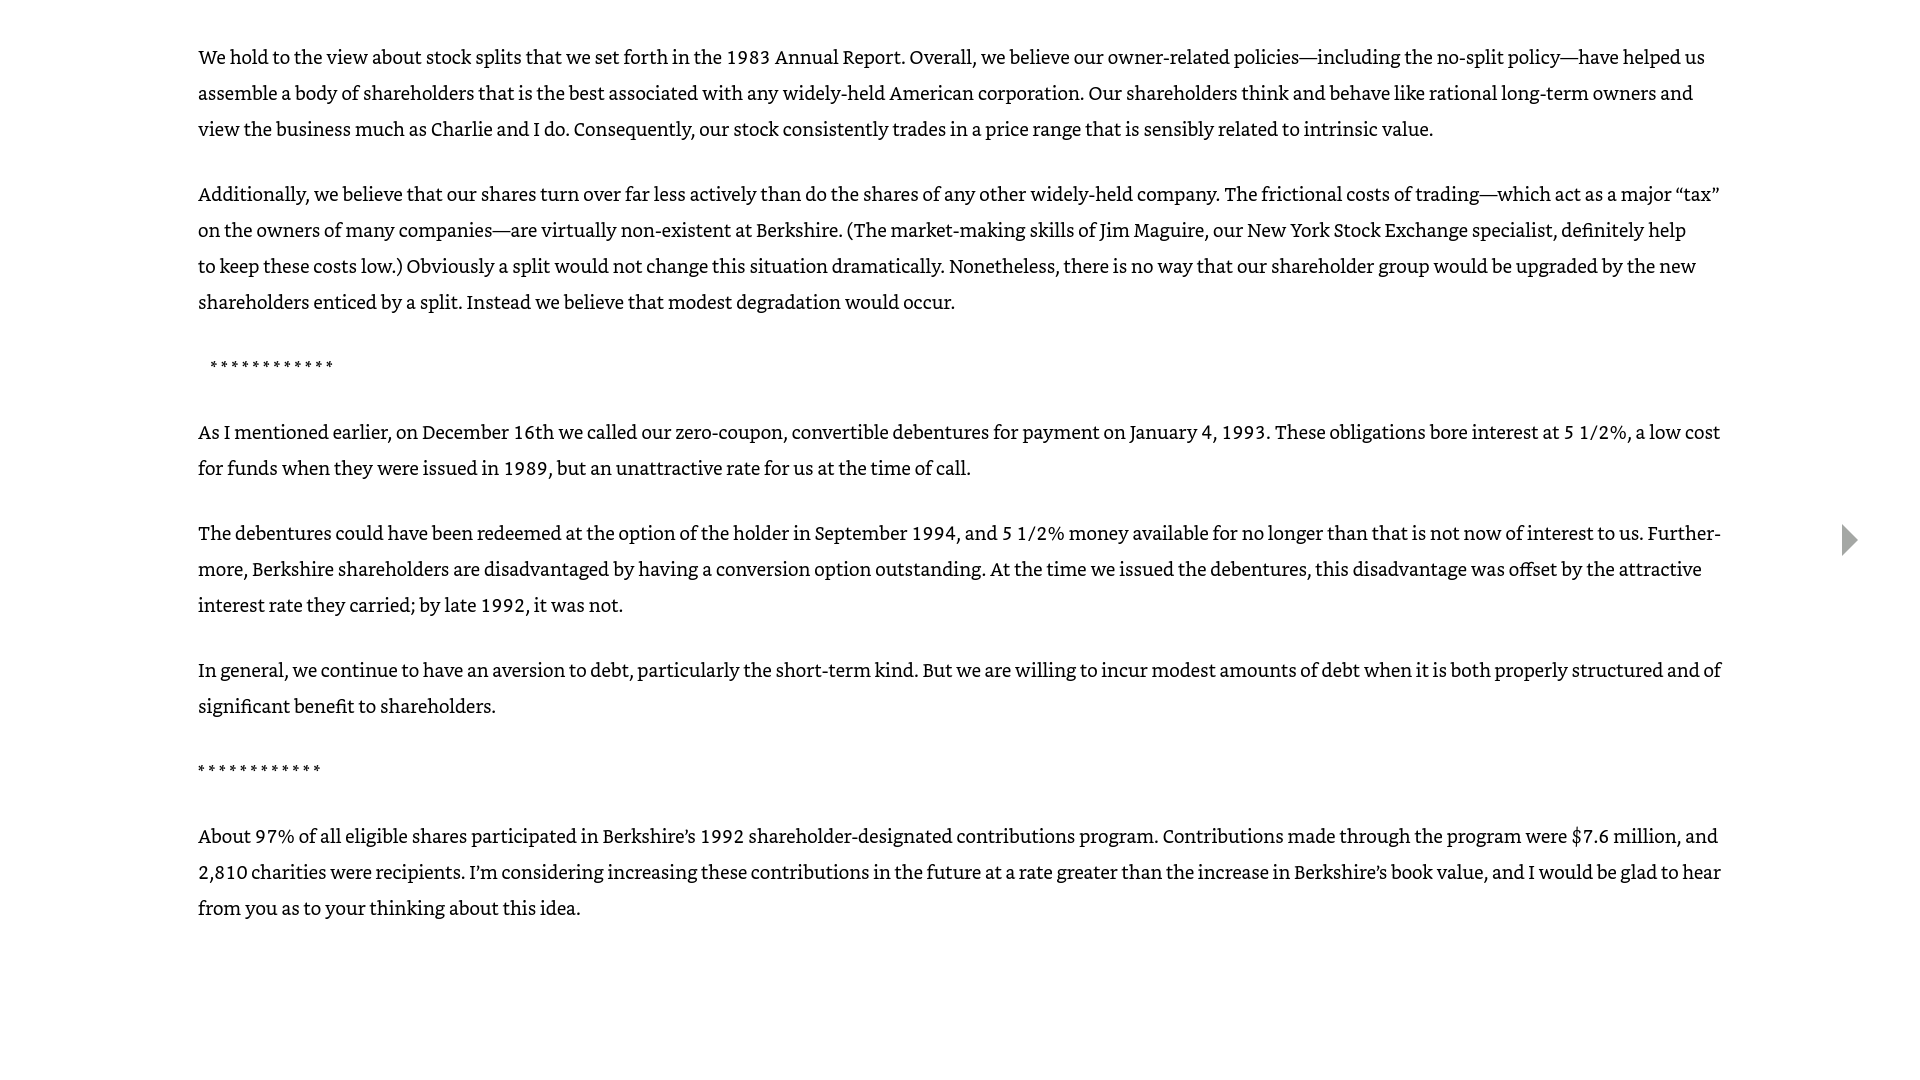 We hold to the view about stock splits that we set forth in the 1983 Annual Report. Overall, we believe our owner-related policies—including the no-split policy—have helped us
assemble a body of shareholders that is the best associated with any widely-held American corporation. Our shareholders think and behave like rational long-term owners and
view the business much as Charlie and I do. Consequently, our stock consistently trades in a price range that is sensibly related to intrinsic value.
Additionally, we believe that our shares turn over far less actively than do the shares of any other widely-held company. The frictional costs of trading—which act as a major “tax”
on the owners of many companies—are virtually non-existent at Berkshire. (The market-making skills of Jim Maguire, our New York Stock Exchange specialist, definitely help
to keep these costs low.) Obviously a split would not change this situation dramatically. Nonetheless, there is no way that our shareholder group would be upgraded by the new
shareholders enticed by a split. Instead we believe that modest degradation would occur.
* * * * * * * * * * * *
As I mentioned earlier, on December 16th we called our zero-coupon, convertible debentures for payment on January 4, 1993. These obligations bore interest at 5 1/2%, a low cost
for funds when they were issued in 1989, but an unattractive rate for us at the time of call.
The debentures could have been redeemed at the option of the holder in September 1994, and 5 1/2% money available for no longer than that is not now of interest to us. Further-
more, Berkshire shareholders are disadvantaged by having a conversion option outstanding. At the time we issued the debentures, this disadvantage was offset by the attractive
interest rate they carried; by late 1992, it was not.
In general, we continue to have an aversion to debt, particularly the short-term kind. But we are willing to incur modest amounts of debt when it is both properly structured and of
significant benefit to shareholders.
* * * * * * * * * * * *
About 97% of all eligible shares participated in Berkshire’s 1992 shareholder-designated contributions program. Contributions made through the program were $7.6 million, and
2,810 charities were recipients. I’m considering increasing these contributions in the future at a rate greater than the increase in Berkshire’s book value, and I would be glad to hear
from you as to your thinking about this idea.